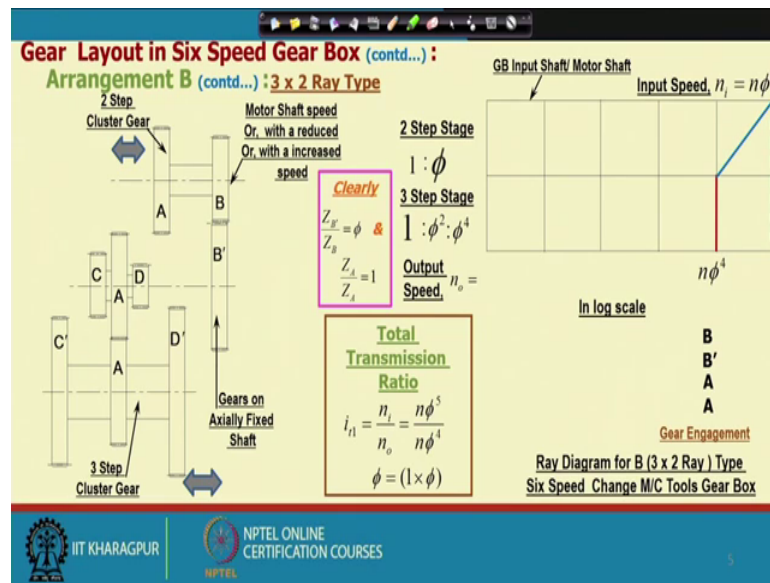 Gear Layout in Six Speed Gear Box (contd...) :
Arrangement B (contd...) : 3 x 2 Ray Type
2 Step
Cluster Gear
Motor Shaft speed
Or, with a reduced
Or, with a increased
speed
A
B
B'
C
A
D
C'
A
D'
3 Step
Cluster Gear
Gears on
Axially Fixed
Shaft
Clearly
Z_B'/Z_B = ϕ &
Z_A/Z_A = 1
2 Step Stage
1 : ϕ
3 Step Stage
1 : ϕ² : ϕ⁴
Output
Speed, n_o =
Total
Transmission
Ratio
i_t1 = n_i/n_o = nϕ⁵/nϕ⁴
ϕ = (1×ϕ)
GB Input Shaft/ Motor Shaft
Input Speed, n_i = nϕ
nϕ⁴
In log scale
B
B'
A
A
Gear Engagement
Ray Diagram for B (3 x 2 Ray ) Type
Six Speed Change M/C Tools Gear Box
IIT KHARAGPUR
NPTEL
NPTEL ONLINE
CERTIFICATION COURSES
5